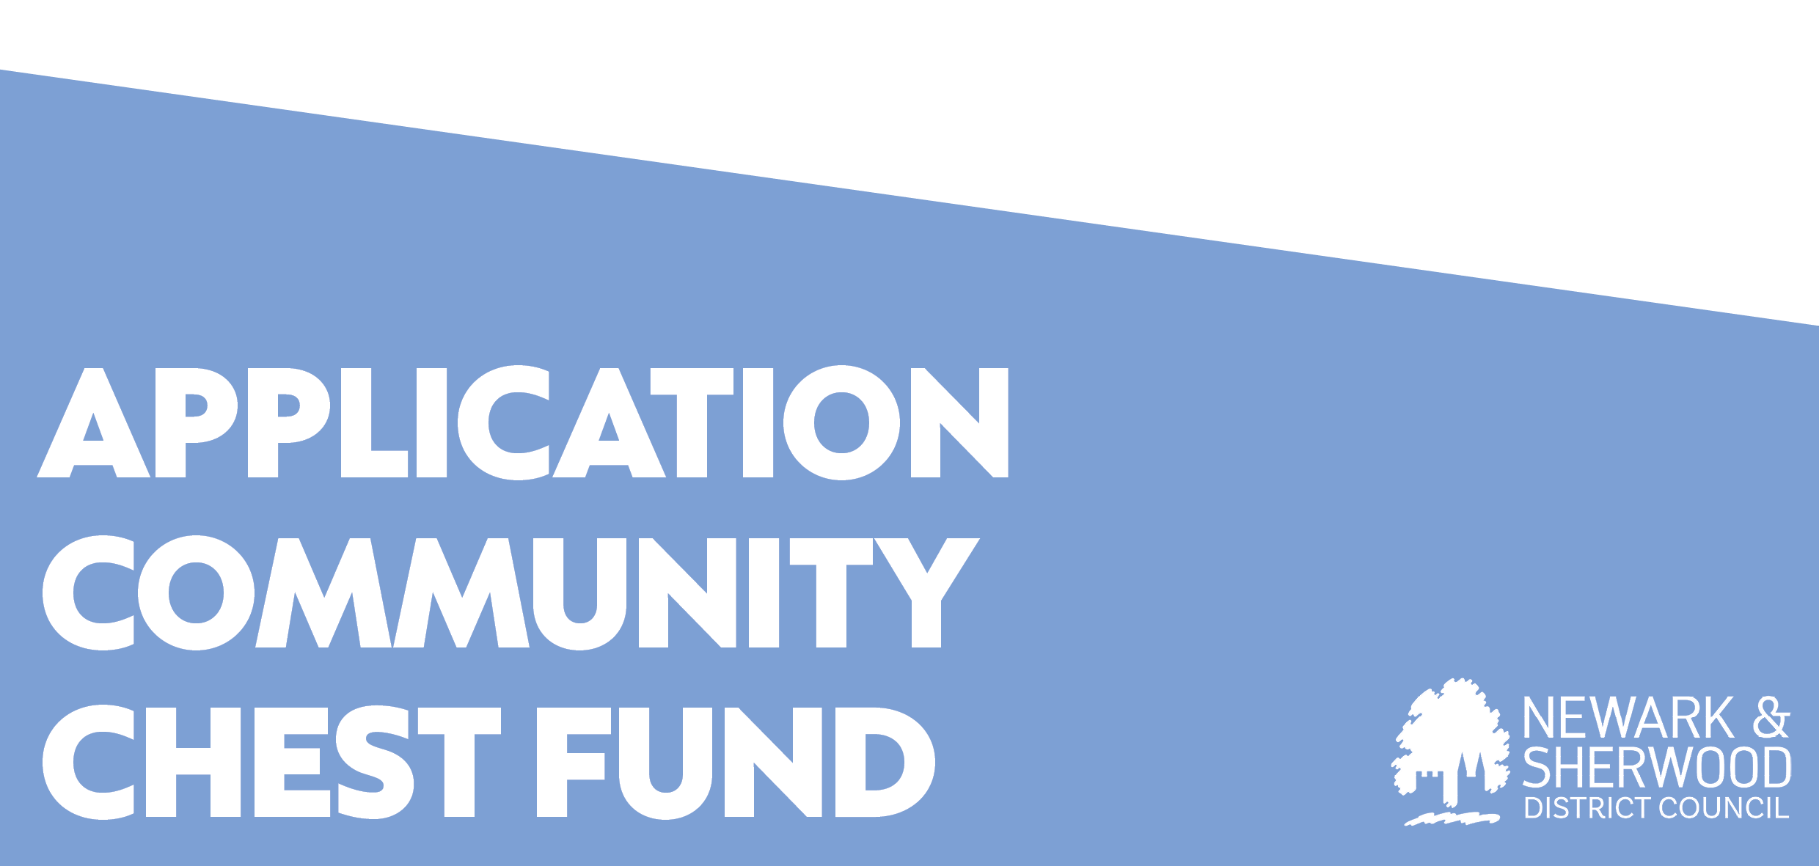 APPLICATION
COMMUNITY
CHEST FUND
NEWARK &
SHERWOOD
DISTRICT COUNCIL